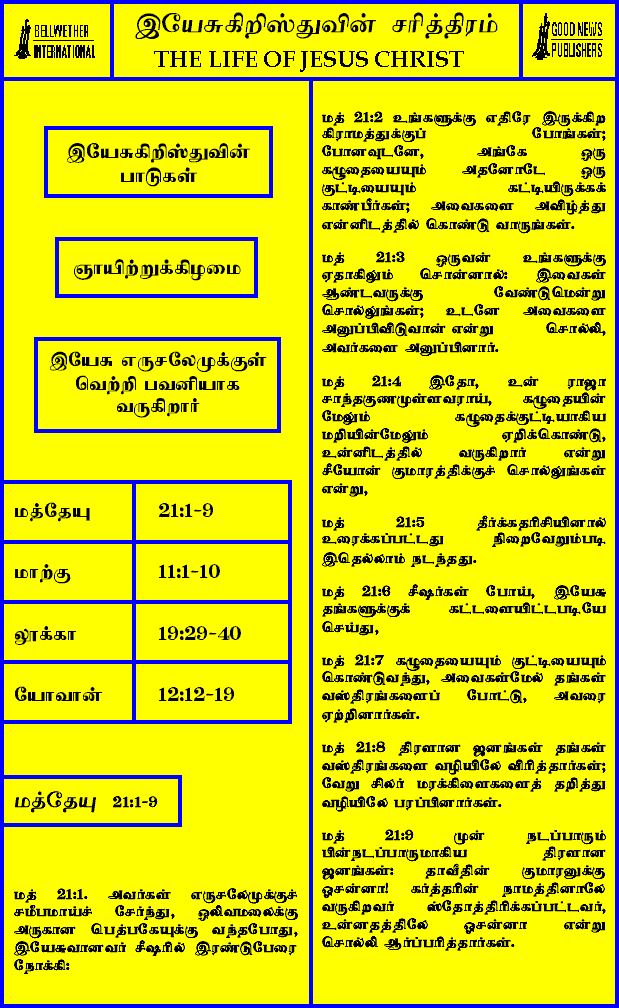 BELLWETHER
INTERNATIONAL
இயேசுகிறிஸ்துவின் சரித்திரம்
THE LIFE OF JESUS CHRIST
GOOD NEWS
PUBLISHERS
இயேசுகிறிஸ்துவின்
பாடுகள்
ஞாயிற்றுக்கிழமை
இயேசு எருசலேமுக்குள்
வெற்றி பவனியாக
வருகிறார்
மத்தேயு 21:1-9
மாற்கு 11:1-10
லூக்கா 19:29-40
யோவான் 12:12-19
மத்தேயு 21:1-9
மத் 21:1. அவர்கள் எருசலேமுக்குச்
சமீபமாய்ச் சேர்ந்து, ஒலிவமலைக்கு
அருகான பெத்பகேயுக்கு வந்தபோது,
இயேசுவானவர் சீஷரில் இரண்டுபேரை
நோக்கி:
மத் 21:2 உங்களுக்கு எதிரே இருக்கிற
கிராமத்துக்குப் போங்கள்;
போனவுடனே, அங்கே ஒரு
கழுதையையும் அதனோடே ஒரு
குட்டியையும் கட்டியிருக்கக்
காண்பீர்கள்; அவைகளை அவிழ்த்து
என்னிடத்தில் கொண்டு வாருங்கள்.
மத் 21:3 ஒருவன் உங்களுக்கு
ஏதாகிலும் சொன்னால்: இவைகள்
ஆண்டவருக்கு வேண்டுமென்று
சொல்லுங்கள்; உடனே அவைகளை
அனுப்பிவிடுவான் என்று சொல்லி,
அவர்களை அனுப்பினார்.
மத் 21:4 இதோ, உன் ராஜா
சாந்தகுணமுள்ளவராய், கழுதையின்
மேலும் கழுதைக்குட்டியாகிய
மறியின்மேலும் ஏறிக்கொண்டு,
உன்னிடத்தில் வருகிறார் என்று
சீயோன் குமாரத்திக்குச் சொல்லுங்கள்
என்று,
மத் 21:5 தீர்க்கதரிசியினால்
உரைக்கப்பட்டது நிறைவேறும்படி
இதெல்லாம் நடந்தது.
மத் 21:6 சீஷர்கள் போய், இயேசு
தங்களுக்குக் கட்டளையிட்டபடியே
செய்து,
மத் 21:7 கழுதையையும் குட்டியையும்
கொண்டுவந்து, அவைகள்மேல் தங்கள்
வஸ்திரங்களைப் போட்டு, அவரை
ஏற்றினார்கள்.
மத் 21:8 திரளான ஜனங்கள் தங்கள்
வஸ்திரங்களை வழியிலே விரித்தார்கள்;
வேறு சிலர் மரக்கிளைகளைத் தறித்து
வழியிலே பரப்பினார்கள்.
மத் 21:9 முன் நடப்பாரும்
பின்நடப்பாருமாகிய திரளான
ஜனங்கள்: தாவீதின் குமாரனுக்கு
ஓசன்னா! கர்த்தரின் நாமத்தினாலே
வருகிறவர் ஸ்தோத்திரிக்கப்பட்டவர்,
உன்னதத்திலே ஓசன்னா என்று
சொல்லி ஆர்ப்பரித்தார்கள்.